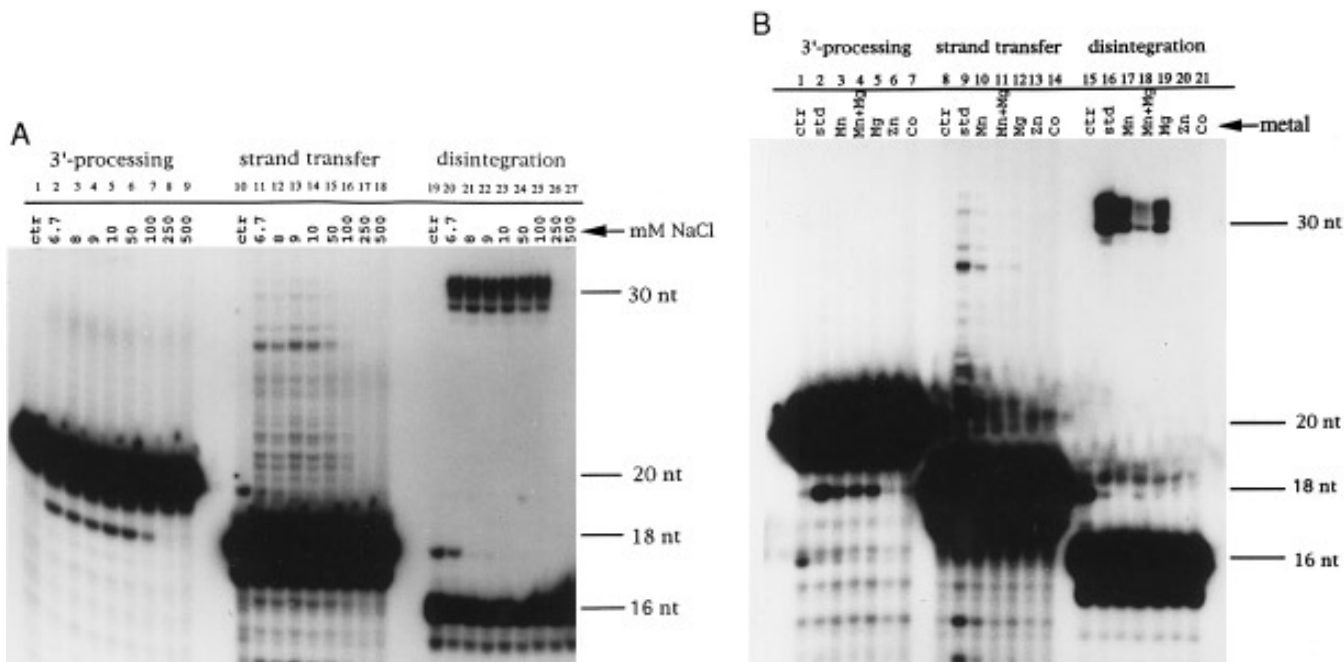 A
3'-processing strand transfer disintegration
1 2 3 4 5 6 7 8 9 10 11 12 13 14 15 16 17 18 19 20 21 22 23 24 25 26 27
ctr 6.7 8 9 10 50 100 250 500 ctr 6.7 8 9 10 50 100 250 500 ctr 6.7 8 9 10 50 100 250 500 mM NaCl
30 nt
20 nt
18 nt
16 nt
B
3'-processing strand transfer disintegration
1 2 3 4 5 6 7 8 9 10 11 12 13 14 15 16 17 18 19 20 21
ctr std Mn Mn+Mg Mg Zn Co ctr std Mn Mn+Mg Mg Zn Co ctr std Mn Mn+Mg Mg Zn Co metal
30 nt
20 nt
18 nt
16 nt